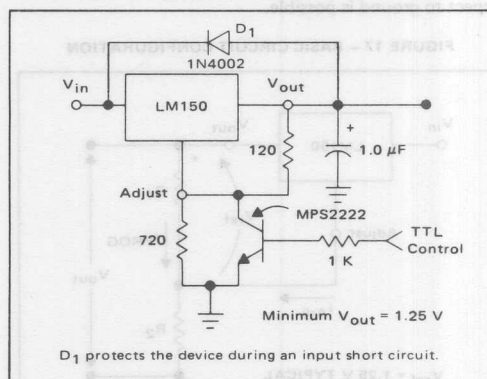 D1
1N4002
Vin
LM150
Vout
120
+
1.0 μF
Adjust
MPS2222
720
TTL
Control
1 K
Minimum Vout = 1.25 V
D1 protects the device during an input short circuit.